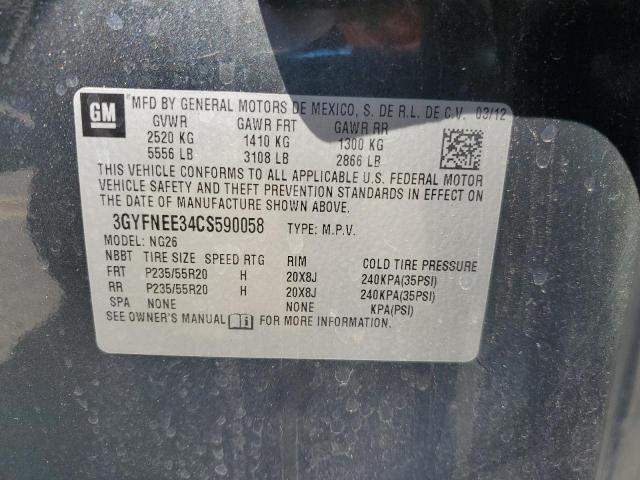 GM MFD BY GENERAL MOTORS DE MEXICO, S. DE R.L. DE C.V. 03/12
GVWR GAWR FRT GAWR RR
2520 KG 1410 KG 1300 KG
5556 LB 3108 LB 2866 LB
THIS VEHICLE CONFORMS TO ALL APPLICABLE U.S. FEDERAL MOTOR
VEHICLE SAFETY AND THEFT PREVENTION STANDARDS IN EFFECT ON
THE DATE OF MANUFACTURE SHOWN ABOVE.
3GYFNEE34CS590058 TYPE: M.P.V.
MODEL: NG26
NBBT TIRE SIZE SPEED RTG RIM COLD TIRE PRESSURE
FRT P235/55R20 H 20X8J 240KPA(35PSI)
RR P235/55R20 H 20X8J 240KPA(35PSI)
SPA NONE NONE KPA(PSI)
SEE OWNER'S MANUAL FOR MORE INFORMATION.